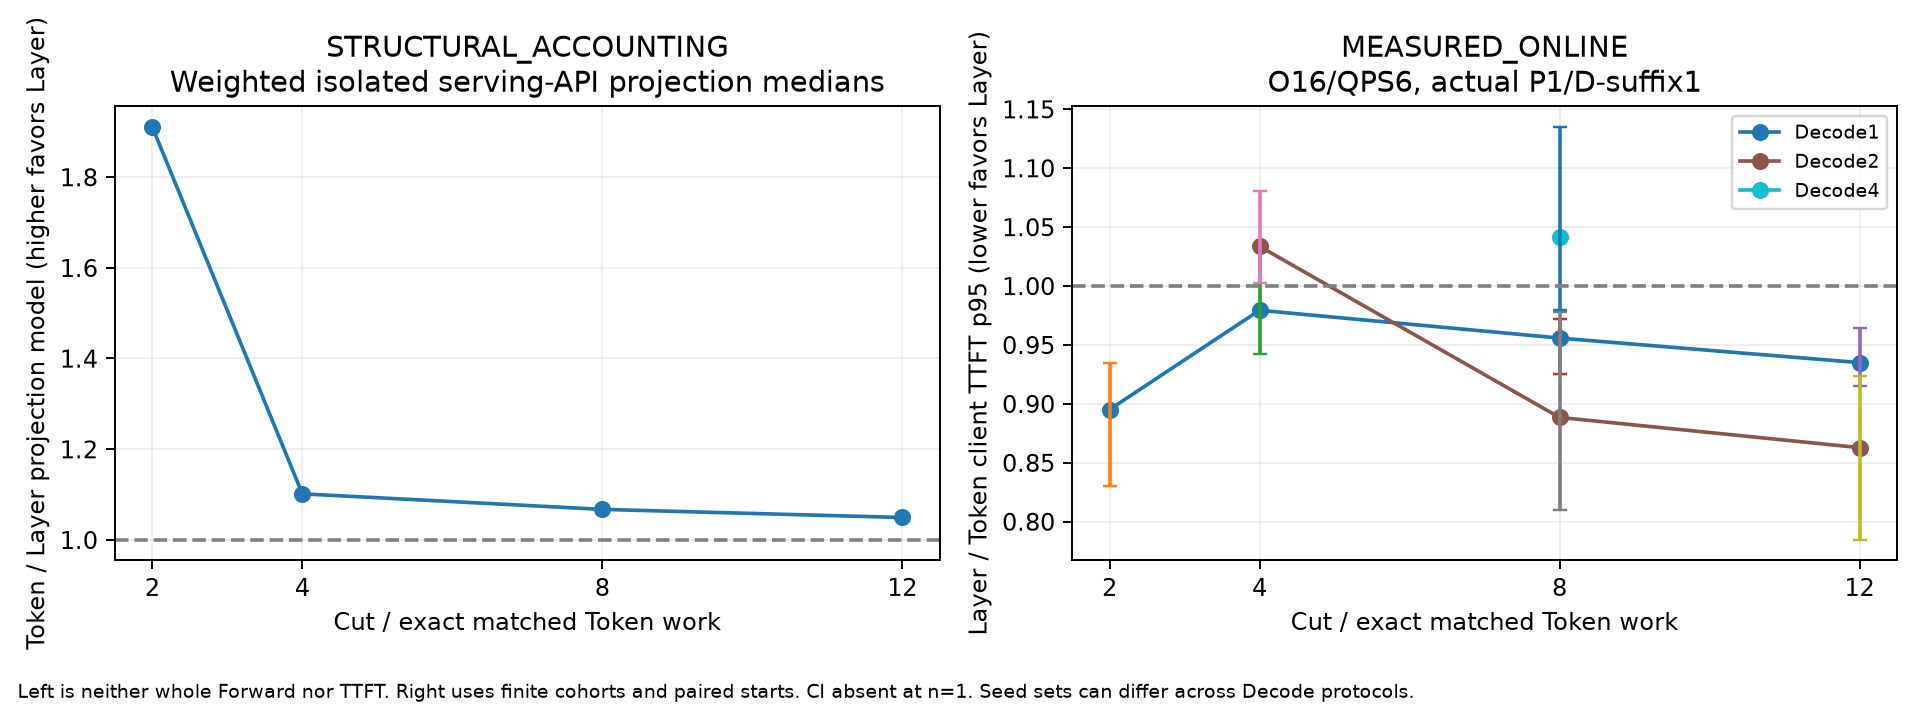 STRUCTURAL_ACCOUNTING
Weighted isolated serving-API projection medians
Token / Layer projection model (higher favors Layer)
1.8
1.6
1.4
1.2
1.0
2
4
8
12
Cut / exact matched Token work
MEASURED_ONLINE
O16/QPS6, actual P1/D-suffix1
Layer / Token client TTFT p95 (lower favors Layer)
1.15
1.10
1.05
1.00
0.95
0.90
0.85
0.80
Decode1
Decode2
Decode4
2
4
8
12
Cut / exact matched Token work
Left is neither whole Forward nor TTFT. Right uses finite cohorts and paired starts. CI absent at n=1. Seed sets can differ across Decode protocols.